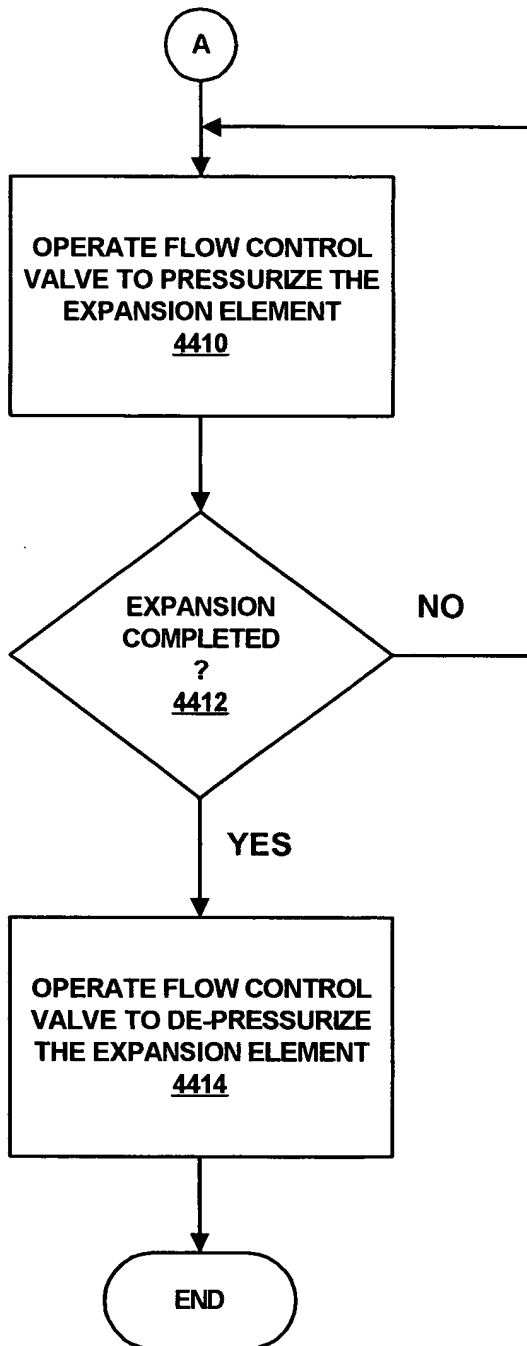 A
OPERATE FLOW CONTROL
VALVE TO PRESSURIZE THE
EXPANSION ELEMENT
4410
EXPANSION
COMPLETED
?
4412
NO
YES
OPERATE FLOW CONTROL
VALVE TO DE-PRESSURIZE
THE EXPANSION ELEMENT
4414
END